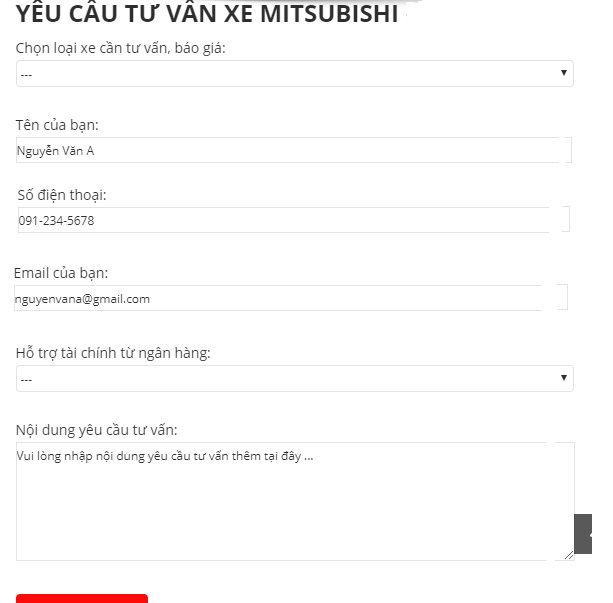 YÊU CẦU TƯ VẤN XE MITSUBISHI
Chọn loại xe cần tư vấn, báo giá:
---
Tên của bạn:
Nguyễn Văn A
Số điện thoại:
091-234-5678
Email của bạn:
nguyenvana@gmail.com
Hỗ trợ tài chính từ ngân hàng:
---
Nội dung yêu cầu tư vấn:
Vui lòng nhập nội dung yêu cầu tư vấn thêm tại đây ...